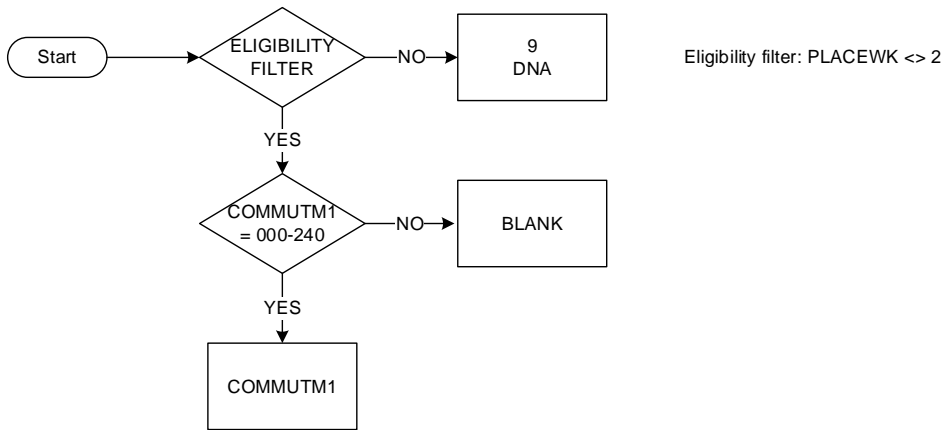 Start
ELIGIBILITY
FILTER
NO
9
DNA
Eligibility filter: PLACEWK <> 2
YES
COMMUTM1
= 000-240
NO
BLANK
YES
COMMUTM1